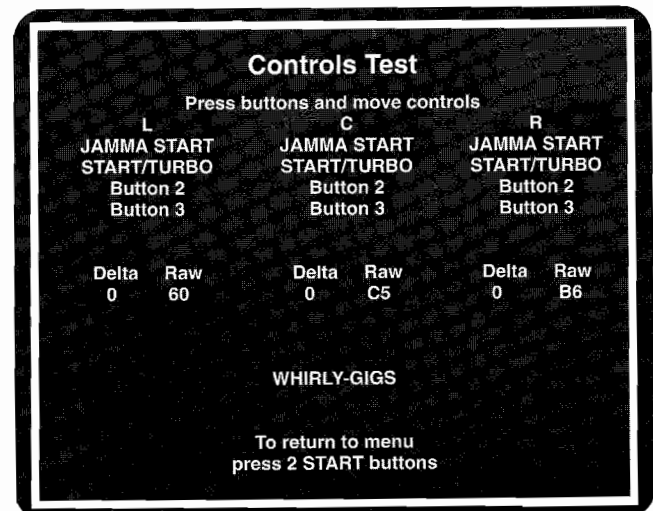 Controls Test
Press buttons and move controls
L C R
JAMMA START JAMMA START JAMMA START
START/TURBO START/TURBO START/TURBO
Button 2 Button 2 Button 2
Button 3 Button 3 Button 3
Delta Raw Delta Raw Delta Raw
0 60 0 C5 0 B6
WHIRLY-GIGS
To return to menu
press 2 START buttons